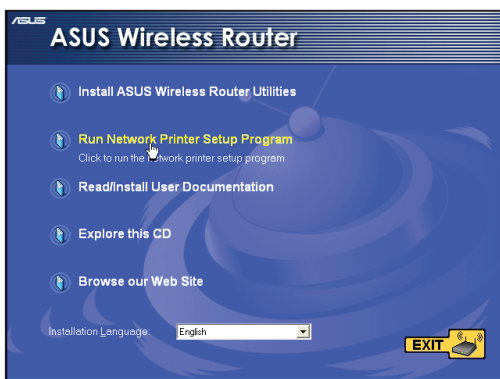 ASUS
ASUS Wireless Router
Install ASUS Wireless Router Utilities
Run Network Printer Setup Program
Click to run the network printer setup program
Read/Install User Documentation
Explore this CD
Browse our Web Site
Installation Language: English
EXIT